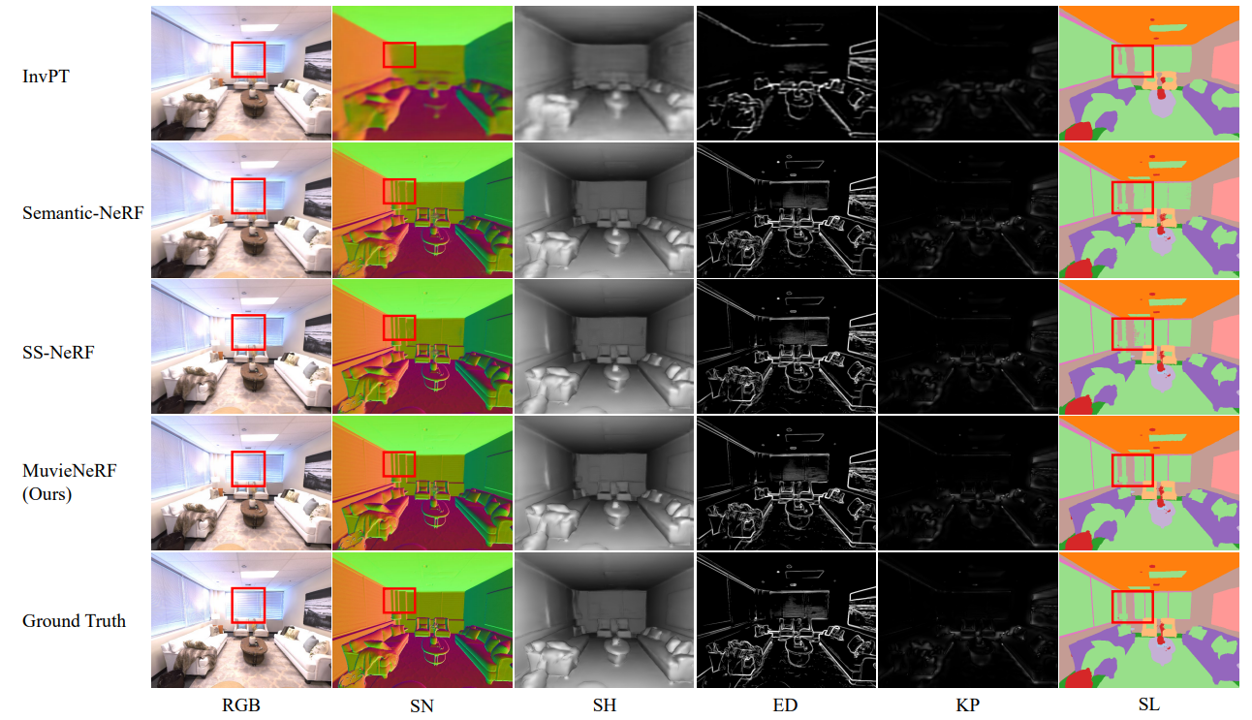 InvPT
Semantic-NeRF
SS-NeRF
MuvieNeRF
(Ours)
Ground Truth
RGB SN SH ED KP SL